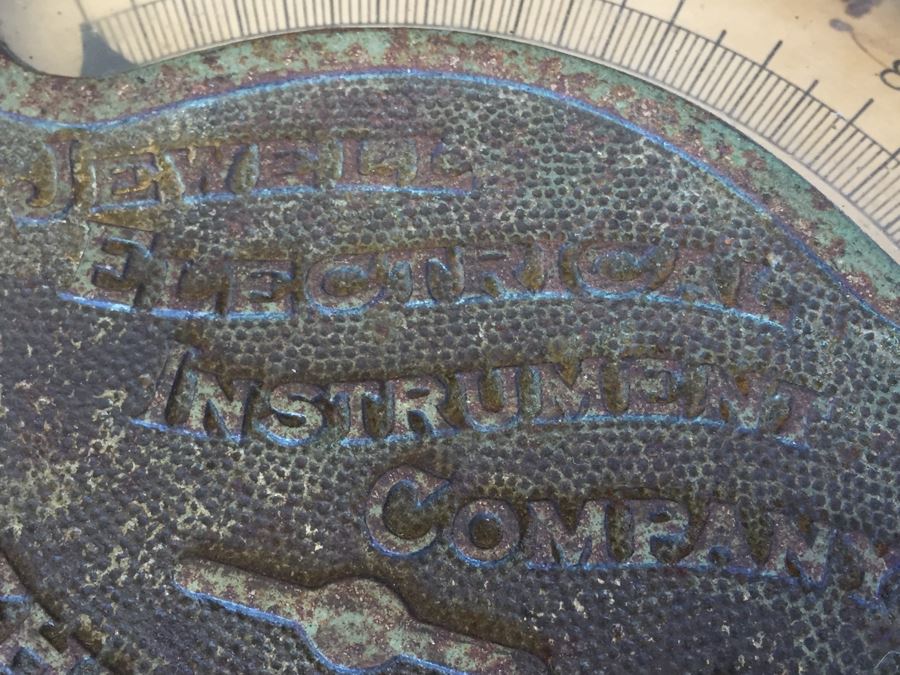 JEWELL
ELECTRICAL
INSTRUMENT
COMPANY